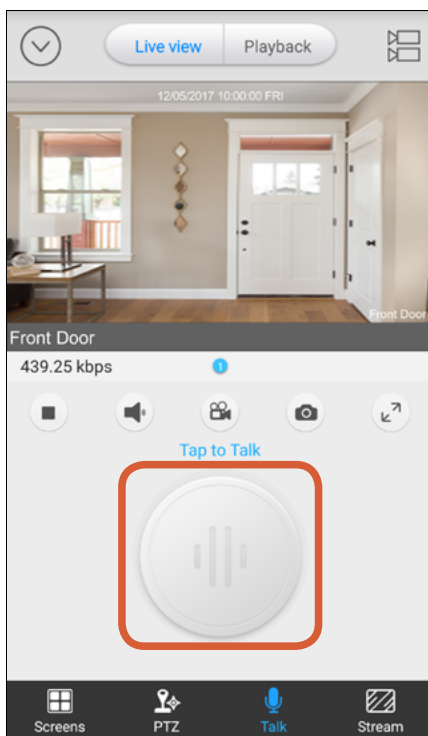 Live view Playback
12/05/2017 10:00:00 FRI
Front Door
Front Door
439.25 kbps 1
Tap to Talk
Screens PTZ Talk Stream